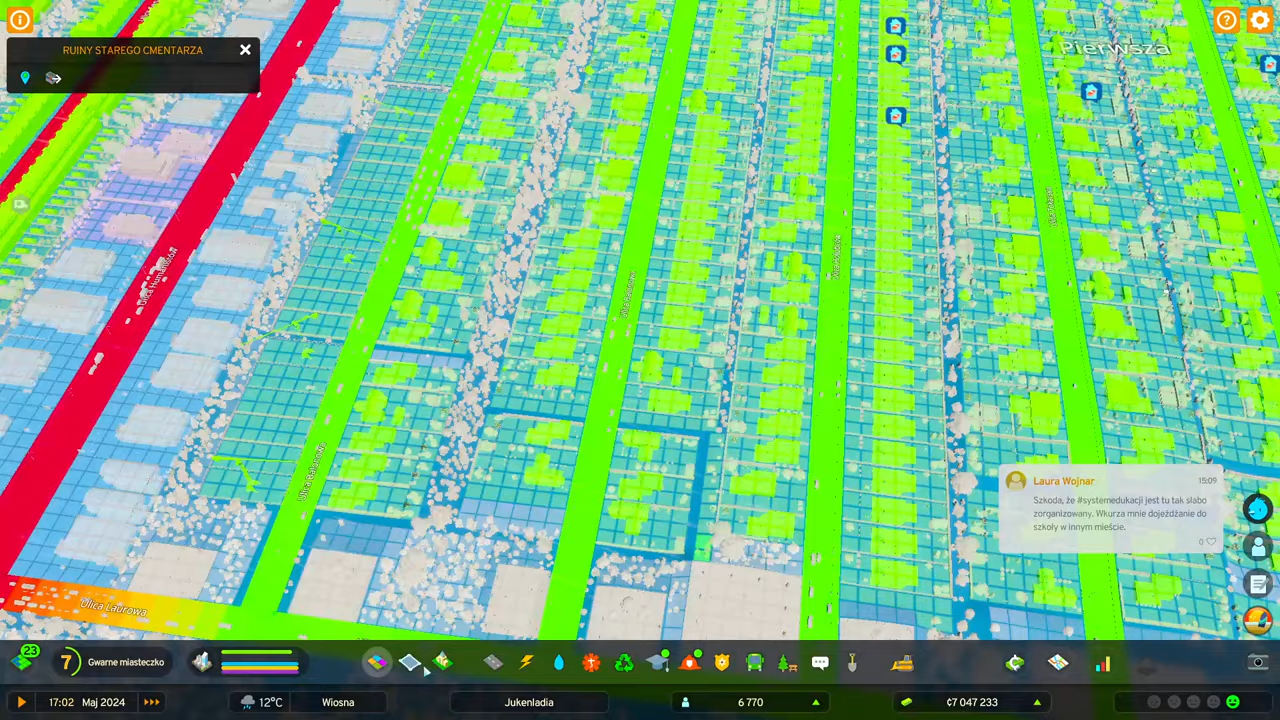 RUINY STAREGO CMENTARZA
Pierwsza
Ulica Humanistów
Laura Wojnar
15:09
Szkoda, że #systemedukacji jest tu tak słabo
zorganizowany. Wkurza mnie dojeżdżanie do
szkoły w innym mieście.
0
Ulica Laurowa
23
7
Gwarne miasteczko
17:02
Maj 2024
12°C
Wiosna
Jukenladia
6 770
¢7 047 233